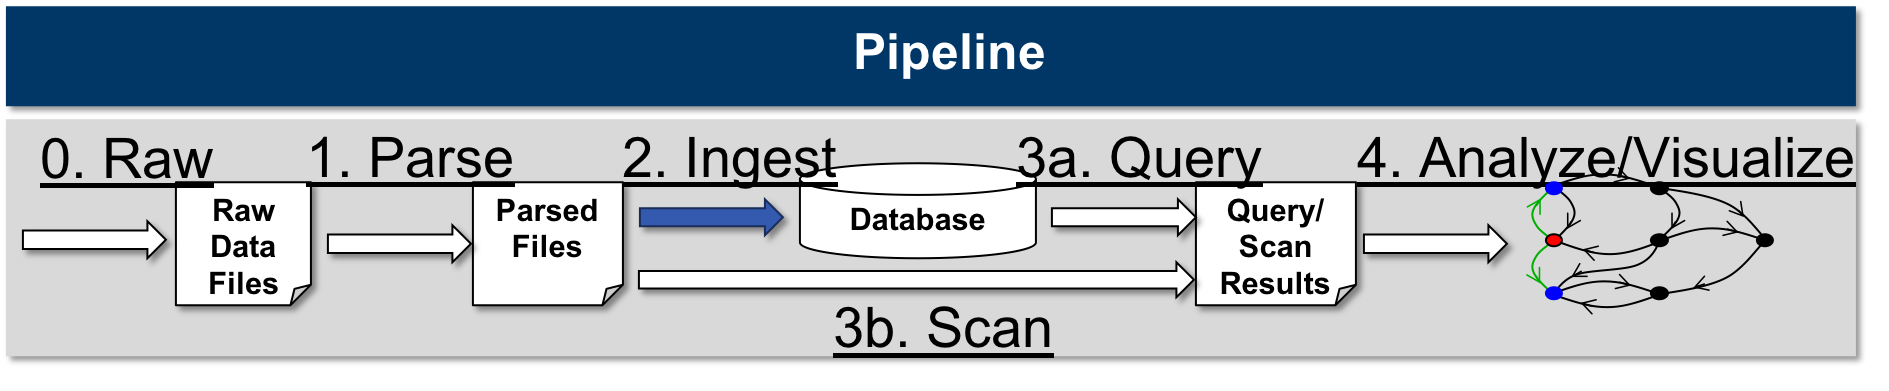 Pipeline
0. Raw
1. Parse
2. Ingest
3a. Query
4. Analyze/Visualize
Raw
Data
Files
Parsed
Files
Database
Query/
Scan
Results
3b. Scan